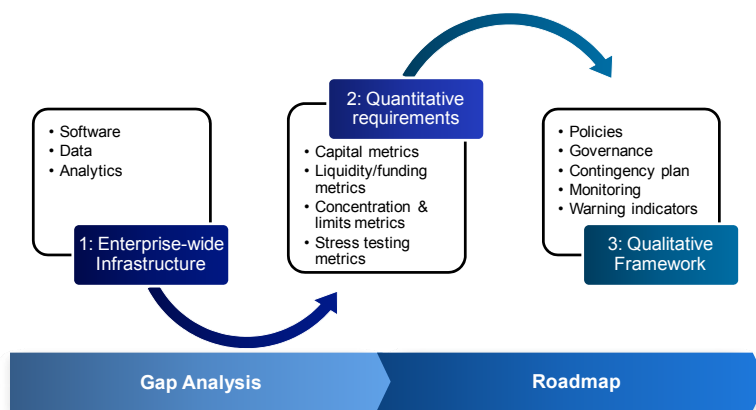 • Software
• Data
• Analytics
1: Enterprise-wide
Infrastructure
2: Quantitative
requirements
• Capital metrics
• Liquidity/funding
metrics
• Concentration &
limits metrics
• Stress testing
metrics
• Policies
• Governance
• Contingency plan
• Monitoring
• Warning indicators
3: Qualitative
Framework
Gap Analysis
Roadmap